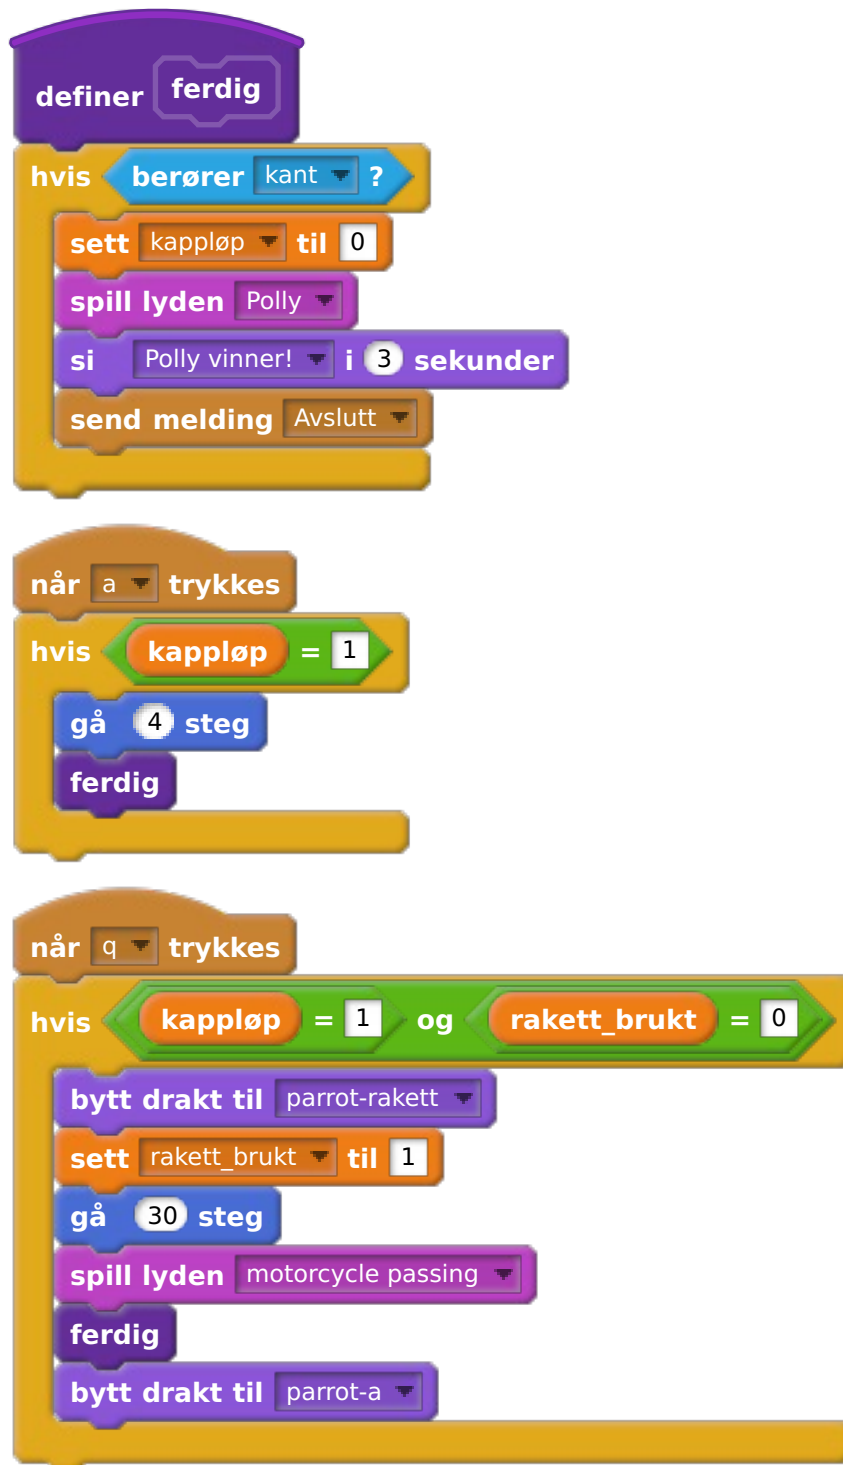 definer ferdig
hvis berører kant ?
sett kappløp til 0
spill lyden Polly
si Polly vinner! i 3 sekunder
send melding Avslutt
når a trykkes
hvis kappløp = 1
gå 4 steg
ferdig
når q trykkes
hvis kappløp = 1 og rakett_brukt = 0
bytt drakt til parrot-rakett
sett rakett_brukt til 1
gå 30 steg
spill lyden motorcycle passing
ferdig
bytt drakt til parrot-a